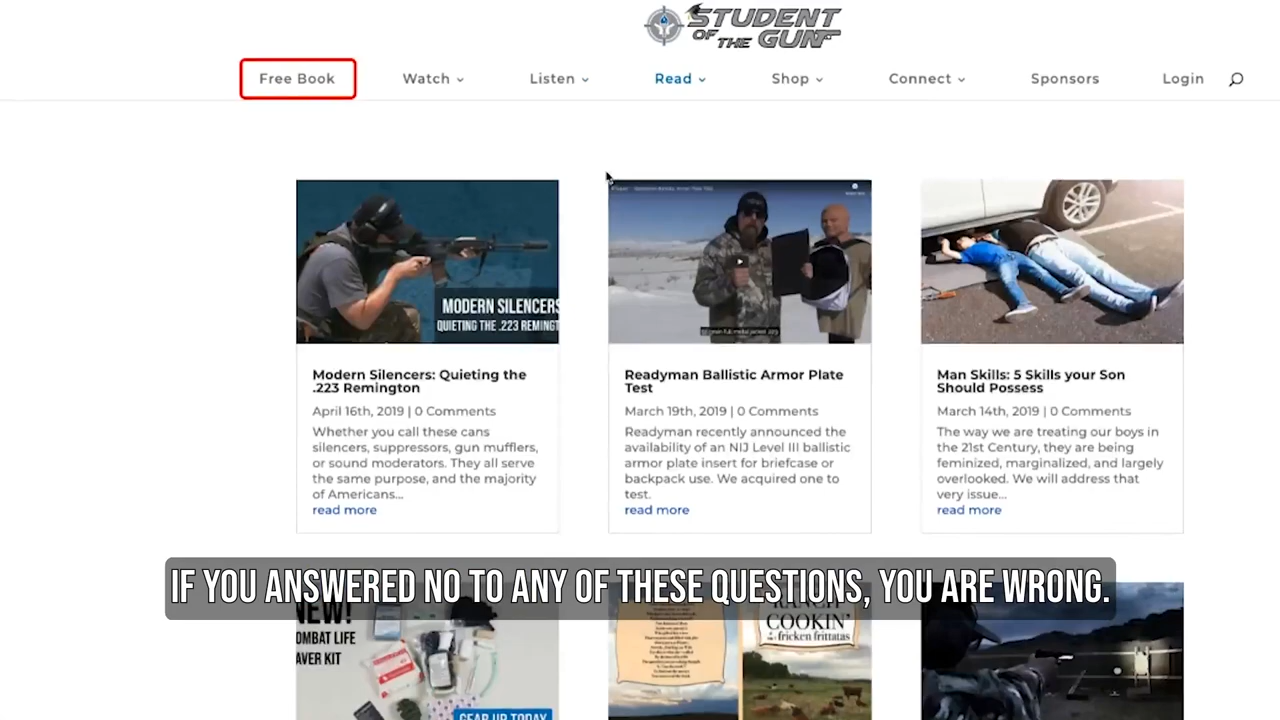 STUDENT
OF THE GUN
Free Book
Watch
Listen
Read
Shop
Connect
Sponsors
Login
MODERN SILENCERS
QUIETING THE .223 REMINGT
Modern Silencers: Quieting the
.223 Remington
April 16th, 2019 | 0 Comments
Whether you call these cans
silencers, suppressors, gun mufflers,
or sound moderators. They all serve
the same purpose, and the majority
of Americans...
read more
Readyman Ballistic Armor Plate
Test
March 19th, 2019 | 0 Comments
Readyman recently announced the
availability of an NIJ Level III ballistic
armor plate insert for briefcase or
backpack use. We acquired one to
test.
read more
Man Skills: 5 Skills your Son
Should Possess
March 14th, 2019 | 0 Comments
The way we are treating our boys in
the 21st Century, they are being
feminized, marginalized, and largely
overlooked. We will address that
very issue...
read more
IF YOU ANSWERED NO TO ANY OF THESE QUESTIONS, YOU ARE WRONG.
NEW!
OMBAT LIFE
AVER KIT
GEAR UP TODAY
RANCH
COOKIN'
fricken frittatas